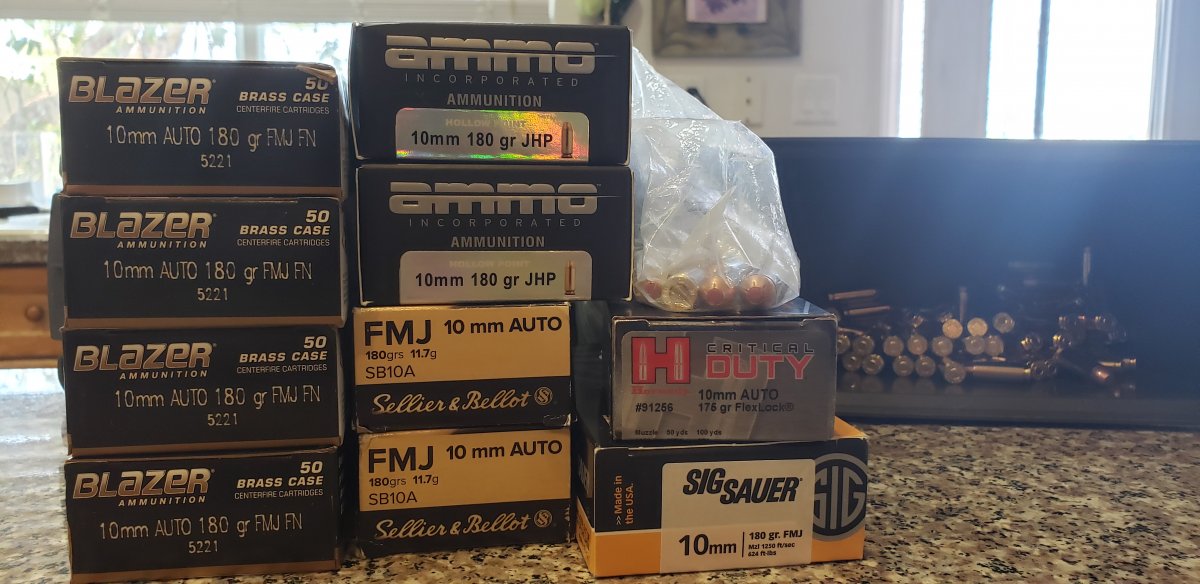 BLAZER
AMMUNITION
50
BRASS CASE
CENTERFIRE CARTRIDGES
10mm AUTO 180 gr FMJ FN
5221
BLAZER
AMMUNITION
50
BRASS CASE
CENTERFIRE CARTRIDGES
10mm AUTO 180 gr FMJ FN
5221
BLAZER
AMMUNITION
50
BRASS CASE
CENTERFIRE CARTRIDGES
10mm AUTO 180 gr FMJ FN
5221
BLAZER
AMMUNITION
50
BRASS CASE
CENTERFIRE CARTRIDGES
10mm AUTO 180 gr FMJ FN
5221
ammo
INCORPORATED
AMMUNITION
HOLLOW POINT
10mm 180 gr JHP
ammo
INCORPORATED
AMMUNITION
HOLLOW POINT
10mm 180 gr JHP
FMJ 10 mm AUTO
180grs 11.7g
SB10A
Sellier & Bellot
FMJ 10 mm AUTO
180grs 11.7g
SB10A
Sellier & Bellot
H
Hornady
CRITICAL
DUTY
10mm AUTO
#91256 175 gr FlexLock®
Muzzle 50 yds 100 yds
>> Made in
the USA.
SIG SAUER
SIG
10mm
180 gr. FMJ
Mzl 1250 ft/sec
624 ft-lbs